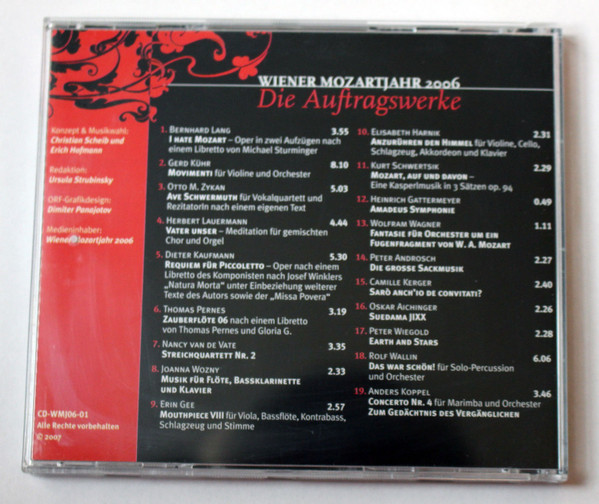 WIENER MOZARTJAHR 2006
Die Auftragswerke
Konzept & Musikwahl:
Christian Scheib und
Erich Hofmann
Redaktion:
Ursula Strubinsky
ORF-Grafikdesign:
Dimiter Panajotov
Medieninhaber:
Wiener Mozartjahr 2006
CD-WMJ06-01
Alle Rechte vorbehalten
© 2007
1. BERNHARD LANG 3.55
I HATE MOZART – Oper in zwei Aufzügen nach
einem Libretto von Michael Sturminger
2. GERD KÜHR 8.10
MOVIMENTI für Violine und Orchester
3. OTTO M. ZYKAN 5.03
AVE SCHWERMUTH für Vokalquartett und
RezitatorIn nach einem eigenen Text
4. HERBERT LAUERMANN 4.44
VATER UNSER – Meditation für gemischten
Chor und Orgel
5. DIETER KAUFMANN 5.30
REQUIEM FÜR PICCOLETTO – Oper nach einem
Libretto des Komponisten nach Josef Winklers
„Natura Morta“ unter Einbeziehung weiterer
Texte des Autors sowie der „Missa Povera“
6. THOMAS PERNES 3.19
ZAUBERFLÖTE 06 nach einem Libretto
von Thomas Pernes und Gloria G.
7. NANCY VAN DE VATE 3.35
STREICHQUARTETT NR. 2
8. JOANNA WOZNY 2.33
MUSIK FÜR FLÖTE, BASSKLARINETTE
UND KLAVIER
9. ERIN GEE 2.57
MOUTHPIECE VIII für Viola, Bassflöte, Kontrabass,
Schlagzeug und Stimme
10. ELISABETH HARNIK 2.31
ANZURÜHREN DEN HIMMEL für Violine, Cello,
Schlagzeug, Akkordeon und Klavier
11. KURT SCHWERTSIK 2.29
MOZART, AUF UND DAVON –
Eine Kasperlmusik in 3 Sätzen op. 94
12. HEINRICH GATTERMEYER 0.49
AMADEUS SYMPHONIE
13. WOLFRAM WAGNER 1.11
FANTASIE FÜR ORCHESTER UM EIN
FUGENFRAGMENT VON W. A. MOZART
14. PETER ANDROSCH 2.27
DIE GROSSE SACKMUSIK
15. CAMILLE KERGER 2.40
SARÒ ANCH'IO DE CONVITATI?
16. OSKAR AICHINGER 2.26
SUEDAMA JIXX
17. PETER WIEGOLD 2.28
EARTH AND STARS
18. ROLF WALLIN 6.06
DAS WAR SCHÖN! für Solo-Percussion
und Orchester
19. ANDERS KOPPEL 3.46
CONCERTO NR. 4 für Marimba und Orchester
ZUM GEDÄCHTNIS DES VERGÄNGLICHEN